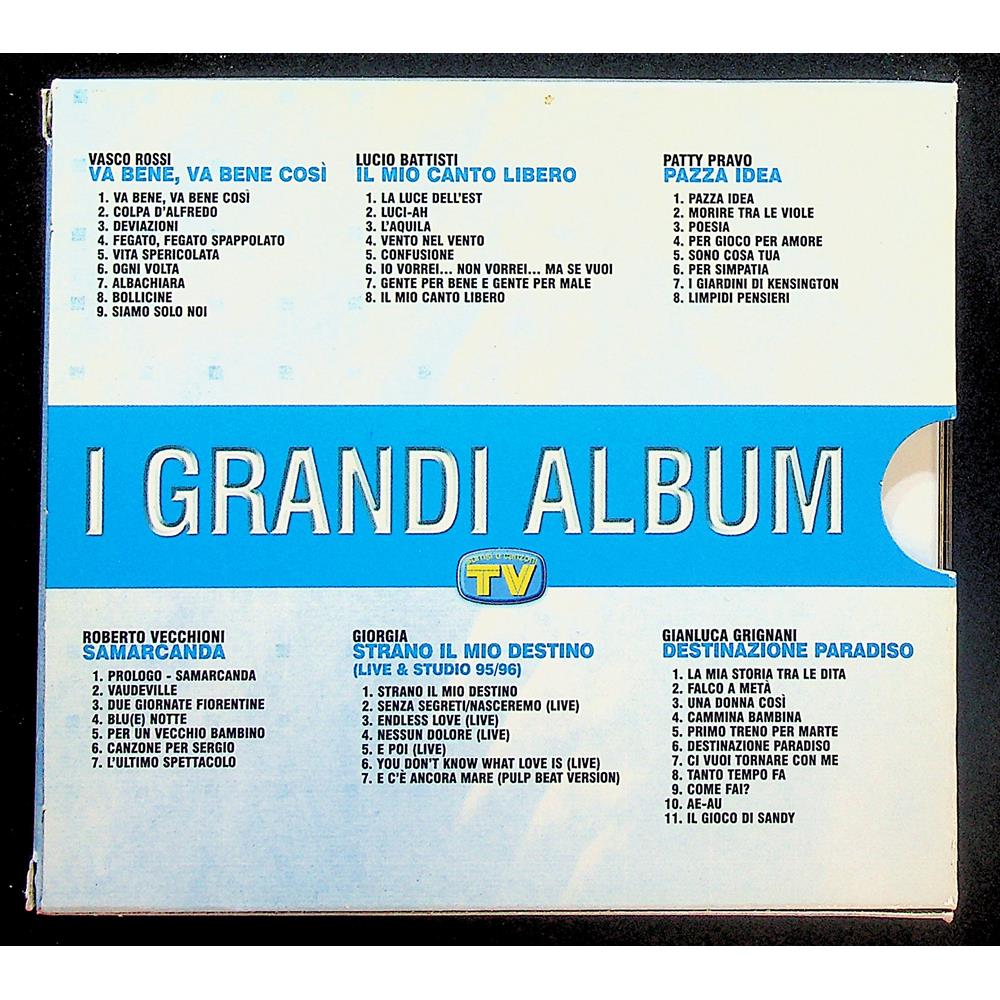 VASCO ROSSI
VA BENE, VA BENE COSÌ
1. VA BENE, VA BENE COSÌ
2. COLPA D'ALFREDO
3. DEVIAZIONI
4. FEGATO, FEGATO SPAPPOLATO
5. VITA SPERICOLATA
6. OGNI VOLTA
7. ALBACHIARA
8. BOLLICINE
9. SIAMO SOLO NOI
LUCIO BATTISTI
IL MIO CANTO LIBERO
1. LA LUCE DELL'EST
2. LUCI-AH
3. L'AQUILA
4. VENTO NEL VENTO
5. CONFUSIONE
6. IO VORREI... NON VORREI... MA SE VUOI
7. GENTE PER BENE E GENTE PER MALE
8. IL MIO CANTO LIBERO
PATTY PRAVO
PAZZA IDEA
1. PAZZA IDEA
2. MORIRE TRA LE VIOLE
3. POESIA
4. PER GIOCO PER AMORE
5. SONO COSA TUA
6. PER SIMPATIA
7. I GIARDINI DI KENSINGTON
8. LIMPIDI PENSIERI
I GRANDI ALBUM
sorrisi e canzoni
TV
ROBERTO VECCHIONI
SAMARCANDA
1. PROLOGO - SAMARCANDA
2. VAUDEVILLE
3. DUE GIORNATE FIORENTINE
4. BLU(E) NOTTE
5. PER UN VECCHIO BAMBINO
6. CANZONE PER SERGIO
7. L'ULTIMO SPETTACOLO
GIORGIA
STRANO IL MIO DESTINO
(LIVE & STUDIO 95/96)
1. STRANO IL MIO DESTINO
2. SENZA SEGRETI/NASCEREMO (LIVE)
3. ENDLESS LOVE (LIVE)
4. NESSUN DOLORE (LIVE)
5. E POI (LIVE)
6. YOU DON'T KNOW WHAT LOVE IS (LIVE)
7. E C'È ANCORA MARE (PULP BEAT VERSION)
GIANLUCA GRIGNANI
DESTINAZIONE PARADISO
1. LA MIA STORIA TRA LE DITA
2. FALCO A METÀ
3. UNA DONNA COSÌ
4. CAMMINA BAMBINA
5. PRIMO TRENO PER MARTE
6. DESTINAZIONE PARADISO
7. CI VUOI TORNARE CON ME
8. TANTO TEMPO FA
9. COME FAI?
10. AE-AU
11. IL GIOCO DI SANDY